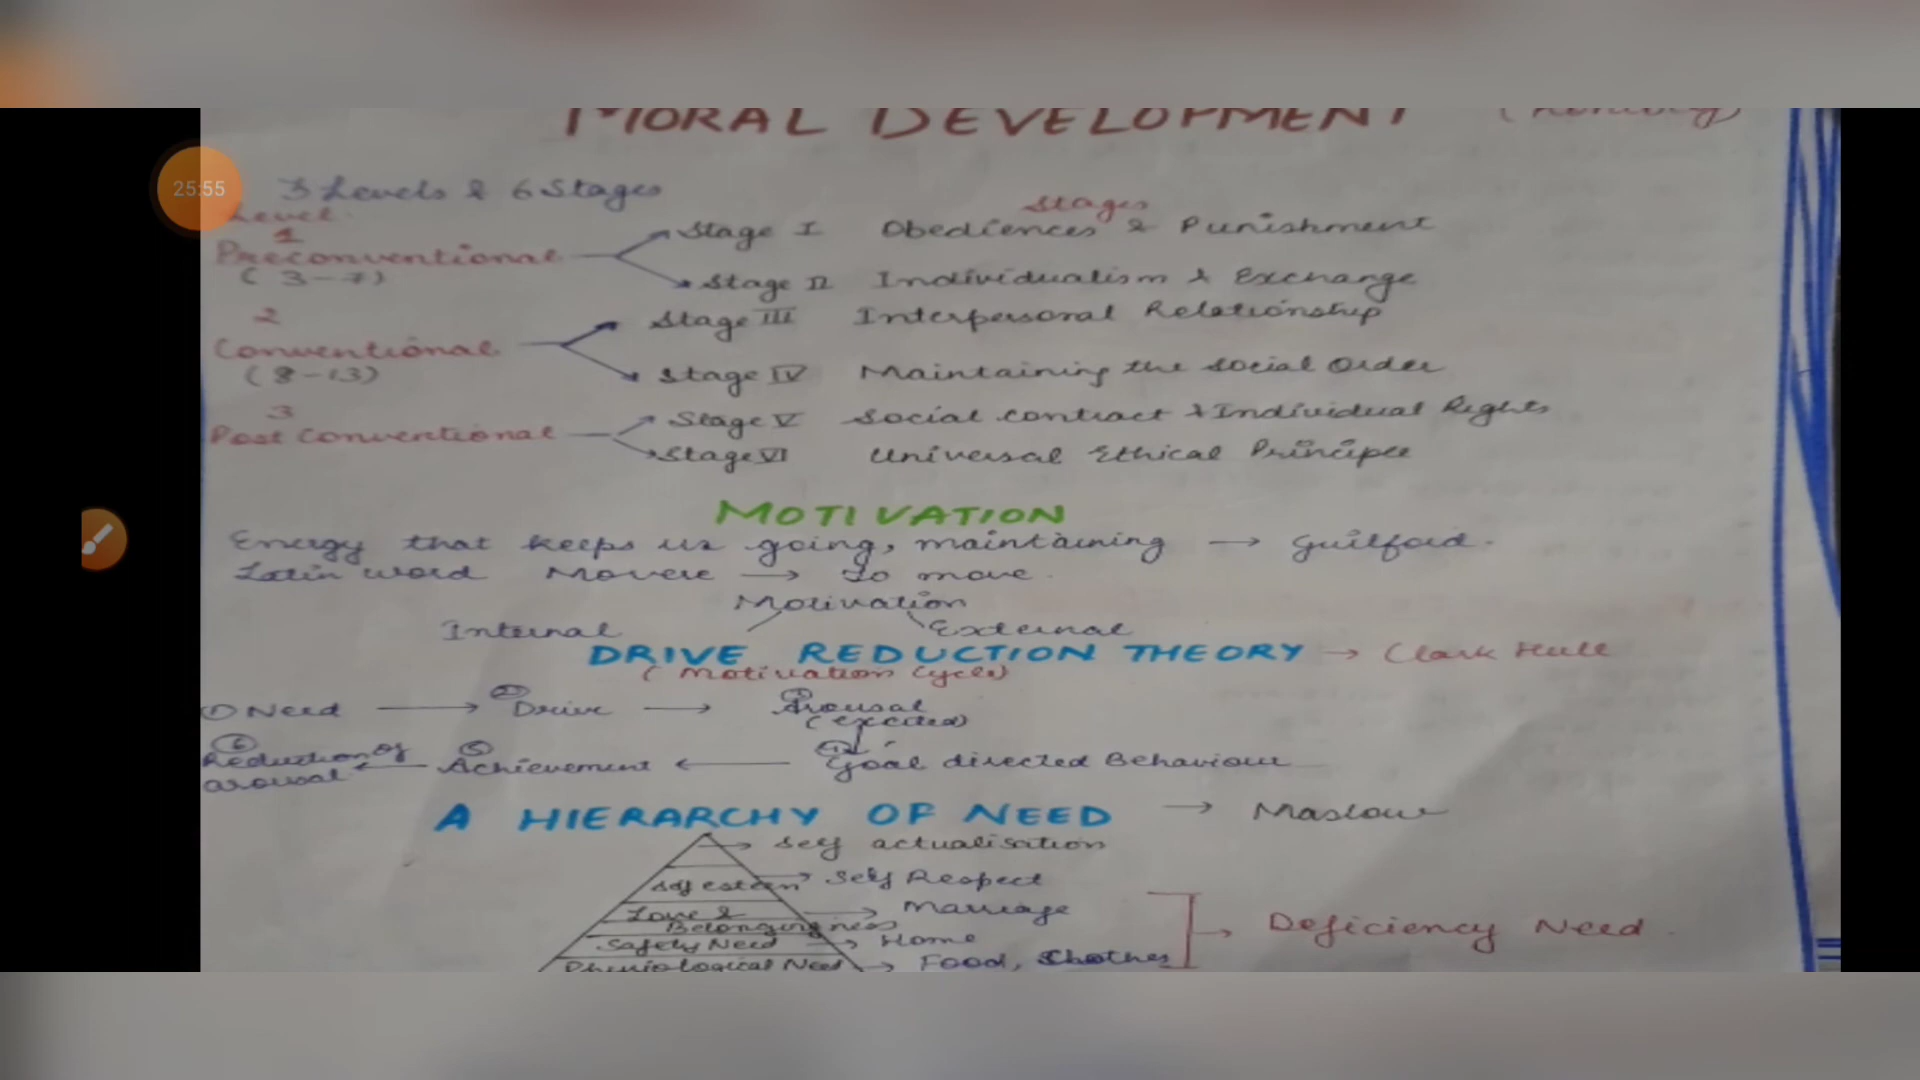 MORAL DEVELOPMENT
25:55
3 Levels & 6 Stages
Level Stages
1
Preconventional
(3-7)
Stage I Obediences & Punishment
Stage II Individualism & Exchange
2
Conventional
(8-13)
Stage III Interpersonal Relationship
Stage IV Maintaining the Social Order
3
Post Conventional
Stage V Social contract & Individual Rights
Stage VI Universal Ethical Principle
MOTIVATION
Energy that keeps us going, maintaining → Guilford.
Latin word Movere → to move.
Motivation
Internal External
DRIVE REDUCTION THEORY → Clark Hull
(Motivation Cycle)
① Need → ② Drive → ③ Arousal
(excited)
④ Goal directed Behaviour
⑤ Achievement
⑥ Reduction of
arousal
A HIERARCHY OF NEED → Maslow
→ Self actualisation
Self esteem → Self Respect
Love & → Marriage
Belongingness
Safety Need → Home
Physiological Need → Food, Clothes
→ Deficiency Need